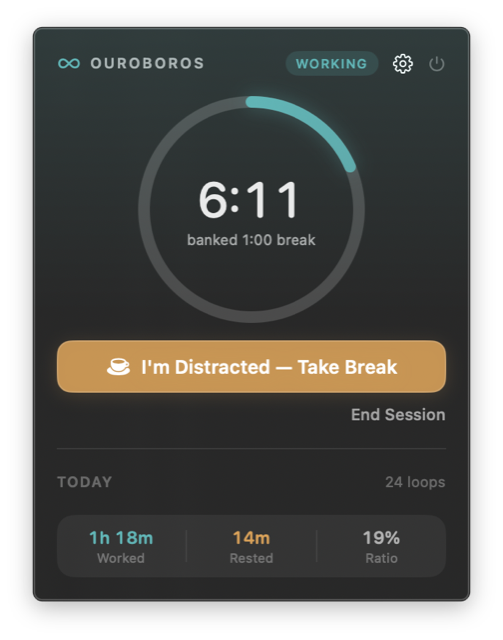 OUROBOROS WORKING
6:11
banked 1:00 break
I'm Distracted — Take Break
End Session
TODAY 24 loops
1h 18m 14m 19%
Worked Rested Ratio